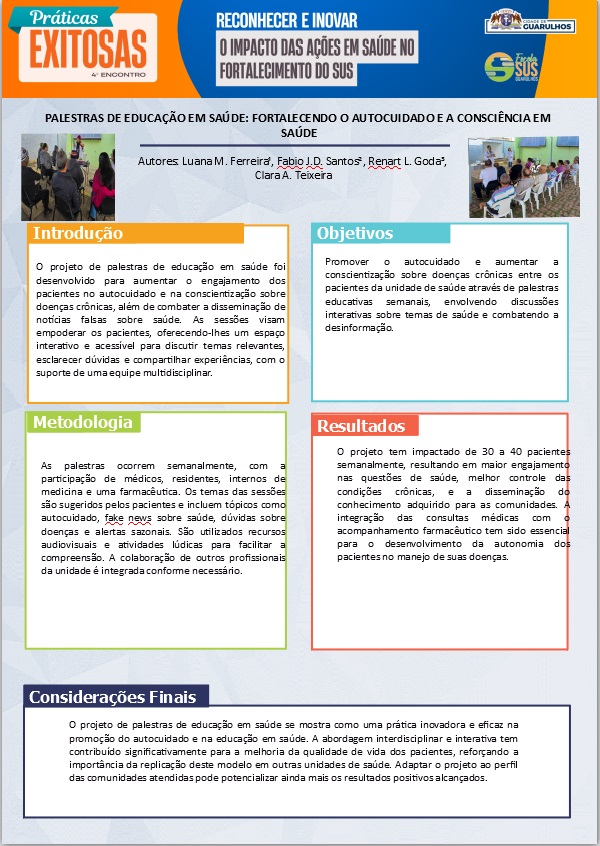 Práticas
EXITOSAS
4º ENCONTRO
RECONHECER E INOVAR
O IMPACTO DAS AÇÕES EM SAÚDE NO
FORTALECIMENTO DO SUS
CIDADE DE
GUARULHOS
Escola
SUS
GUARULHOS
PALESTRAS DE EDUCAÇÃO EM SAÚDE: FORTALECENDO O AUTOCUIDADO E A CONSCIÊNCIA EM
SAÚDE
Autores: Luana M. Ferreira¹, Fabio J.D. Santos², Renart L. Goda³,
Clara A. Teixeira
Introdução
O projeto de palestras de educação em saúde foi
desenvolvido para aumentar o engajamento dos
pacientes no autocuidado e na conscientização sobre
doenças crônicas, além de combater a disseminação de
notícias falsas sobre saúde. As sessões visam
empoderar os pacientes, oferecendo-lhes um espaço
interativo e acessível para discutir temas relevantes,
esclarecer dúvidas e compartilhar experiências, com o
suporte de uma equipe multidisciplinar.
Objetivos
Promover o autocuidado e aumentar a
conscientização sobre doenças crônicas entre os
pacientes da unidade de saúde através de palestras
educativas semanais, envolvendo discussões
interativas sobre temas de saúde e combatendo a
desinformação.
Metodologia
As palestras ocorrem semanalmente, com a
participação de médicos, residentes, internos de
medicina e uma farmacêutica. Os temas das sessões
são sugeridos pelos pacientes e incluem tópicos como
autocuidado, fake news sobre saúde, dúvidas sobre
doenças e alertas sazonais. São utilizados recursos
audiovisuais e atividades lúdicas para facilitar a
compreensão. A colaboração de outros profissionais
da unidade é integrada conforme necessário.
Resultados
O projeto tem impactado de 30 a 40 pacientes
semanalmente, resultando em maior engajamento
nas questões de saúde, melhor controle das
condições crônicas, e a disseminação do
conhecimento adquirido para as comunidades. A
integração das consultas médicas com o
acompanhamento farmacêutico tem sido essencial
para o desenvolvimento da autonomia dos
pacientes no manejo de suas doenças.
Considerações Finais
O projeto de palestras de educação em saúde se mostra como uma prática inovadora e eficaz na
promoção do autocuidado e na educação em saúde. A abordagem interdisciplinar e interativa tem
contribuído significativamente para a melhoria da qualidade de vida dos pacientes, reforçando a
importância da replicação deste modelo em outras unidades de saúde. Adaptar o projeto ao perfil
das comunidades atendidas pode potencializar ainda mais os resultados positivos alcançados.